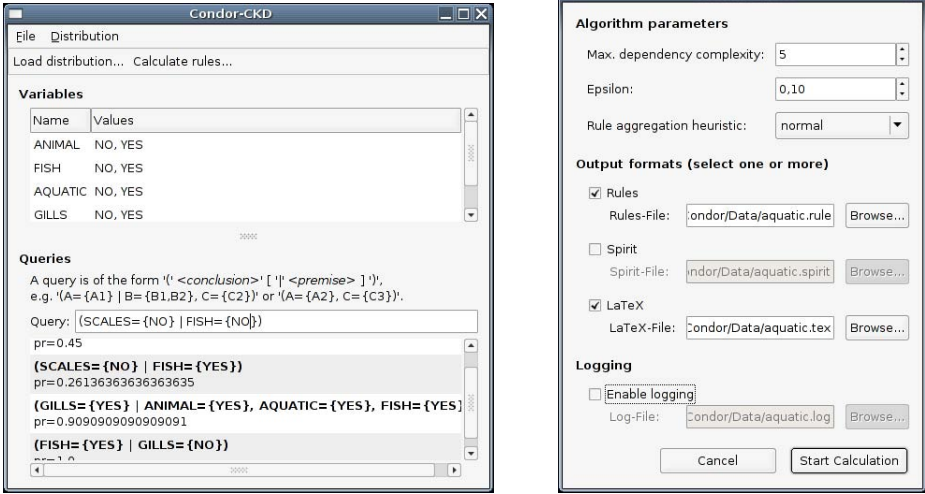 Condor-CKD
File Distribution
Load distribution... Calculate rules...
Variables
Name Values
ANIMAL NO, YES
FISH NO, YES
AQUATIC NO, YES
GILLS NO, YES
Queries
A query is of the form '(' <conclusion>' [ '|' <premise> ] ')',
e.g. '(A={A1} | B={B1,B2}, C={C2})' or '(A={A2}, C={C3})'.
Query: (SCALES={NO} | FISH={NO})
pr=0.45
(SCALES={NO} | FISH={YES})
pr=0.26136363636363635
(GILLS={YES} | ANIMAL={YES}, AQUATIC={YES}, FISH={YES}
pr=0.9090909090909091
(FISH={YES} | GILLS={NO})
pr=1.0
Algorithm parameters
Max. dependency complexity: 5
Epsilon: 0,10
Rule aggregation heuristic: normal
Output formats (select one or more)
Rules
Rules-File: Condor/Data/aquatic.rule Browse...
Spirit
Spirit-File: ondor/Data/aquatic.spirit Browse...
LaTeX
LaTeX-File: Condor/Data/aquatic.tex Browse...
Logging
Enable logging
Log-File: Condor/Data/aquatic.log Browse...
Cancel Start Calculation